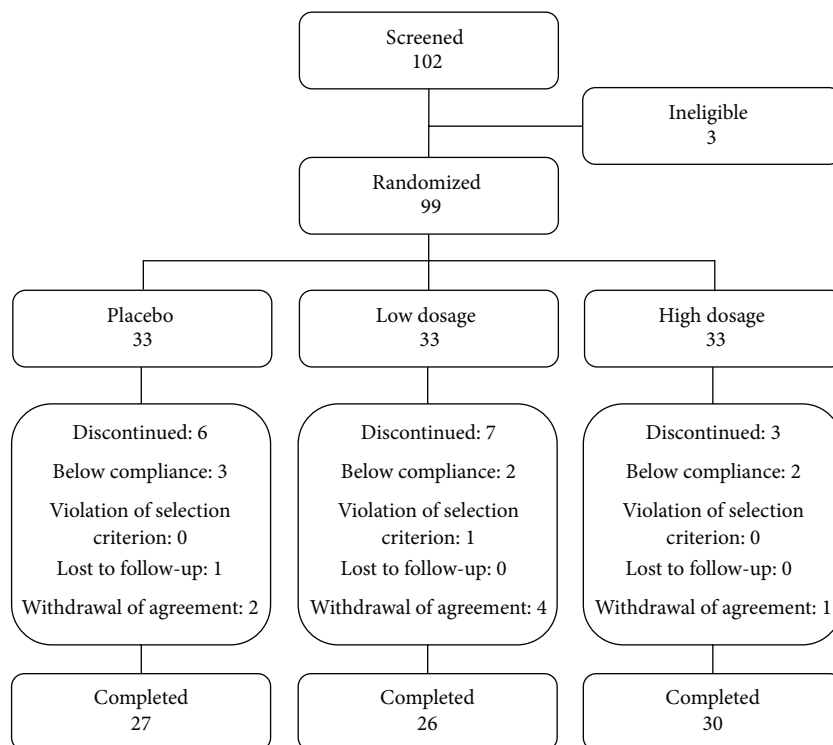 Screened
102
Ineligible
3
Randomized
99
Placebo
33
Low dosage
33
High dosage
33
Discontinued: 6
Below compliance: 3
Violation of selection
criterion: 0
Lost to follow-up: 1
Withdrawal of agreement: 2
Discontinued: 7
Below compliance: 2
Violation of selection
criterion: 1
Lost to follow-up: 0
Withdrawal of agreement: 4
Discontinued: 3
Below compliance: 2
Violation of selection
criterion: 0
Lost to follow-up: 0
Withdrawal of agreement: 1
Completed
27
Completed
26
Completed
30